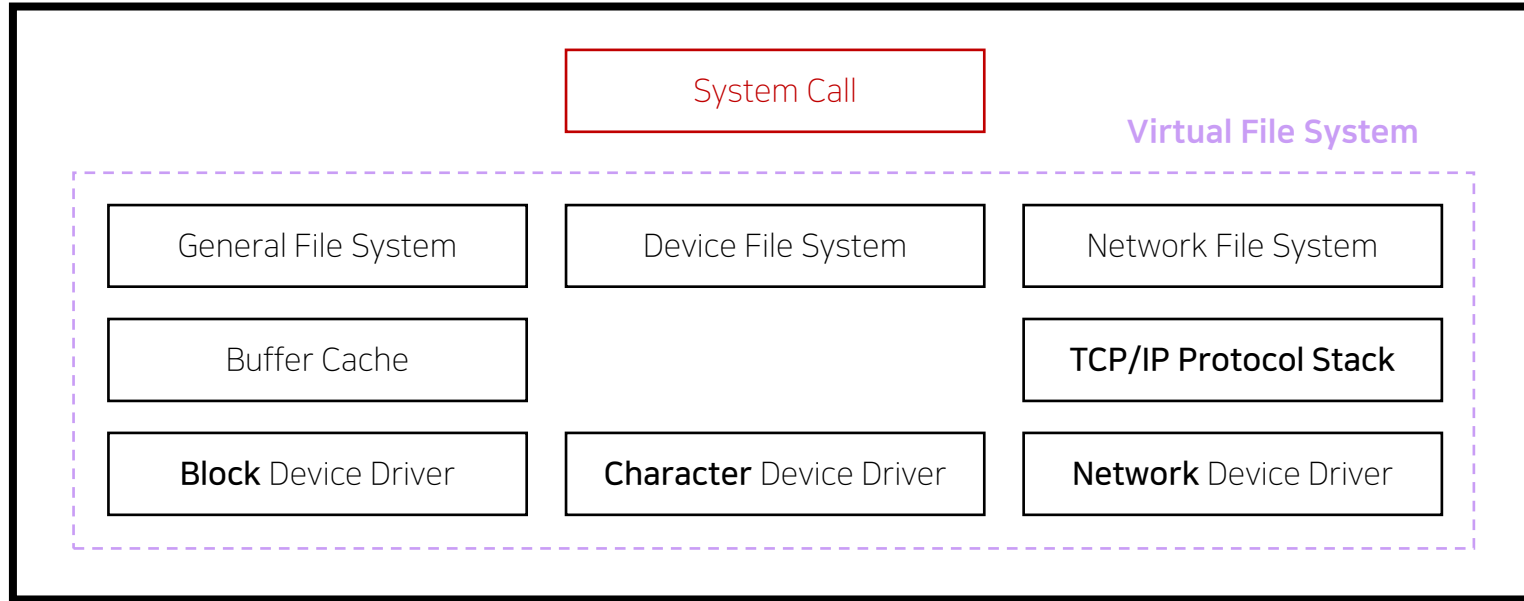 System Call
Virtual File System
General File System
Device File System
Network File System
Buffer Cache
TCP/IP Protocol Stack
Block Device Driver
Character Device Driver
Network Device Driver